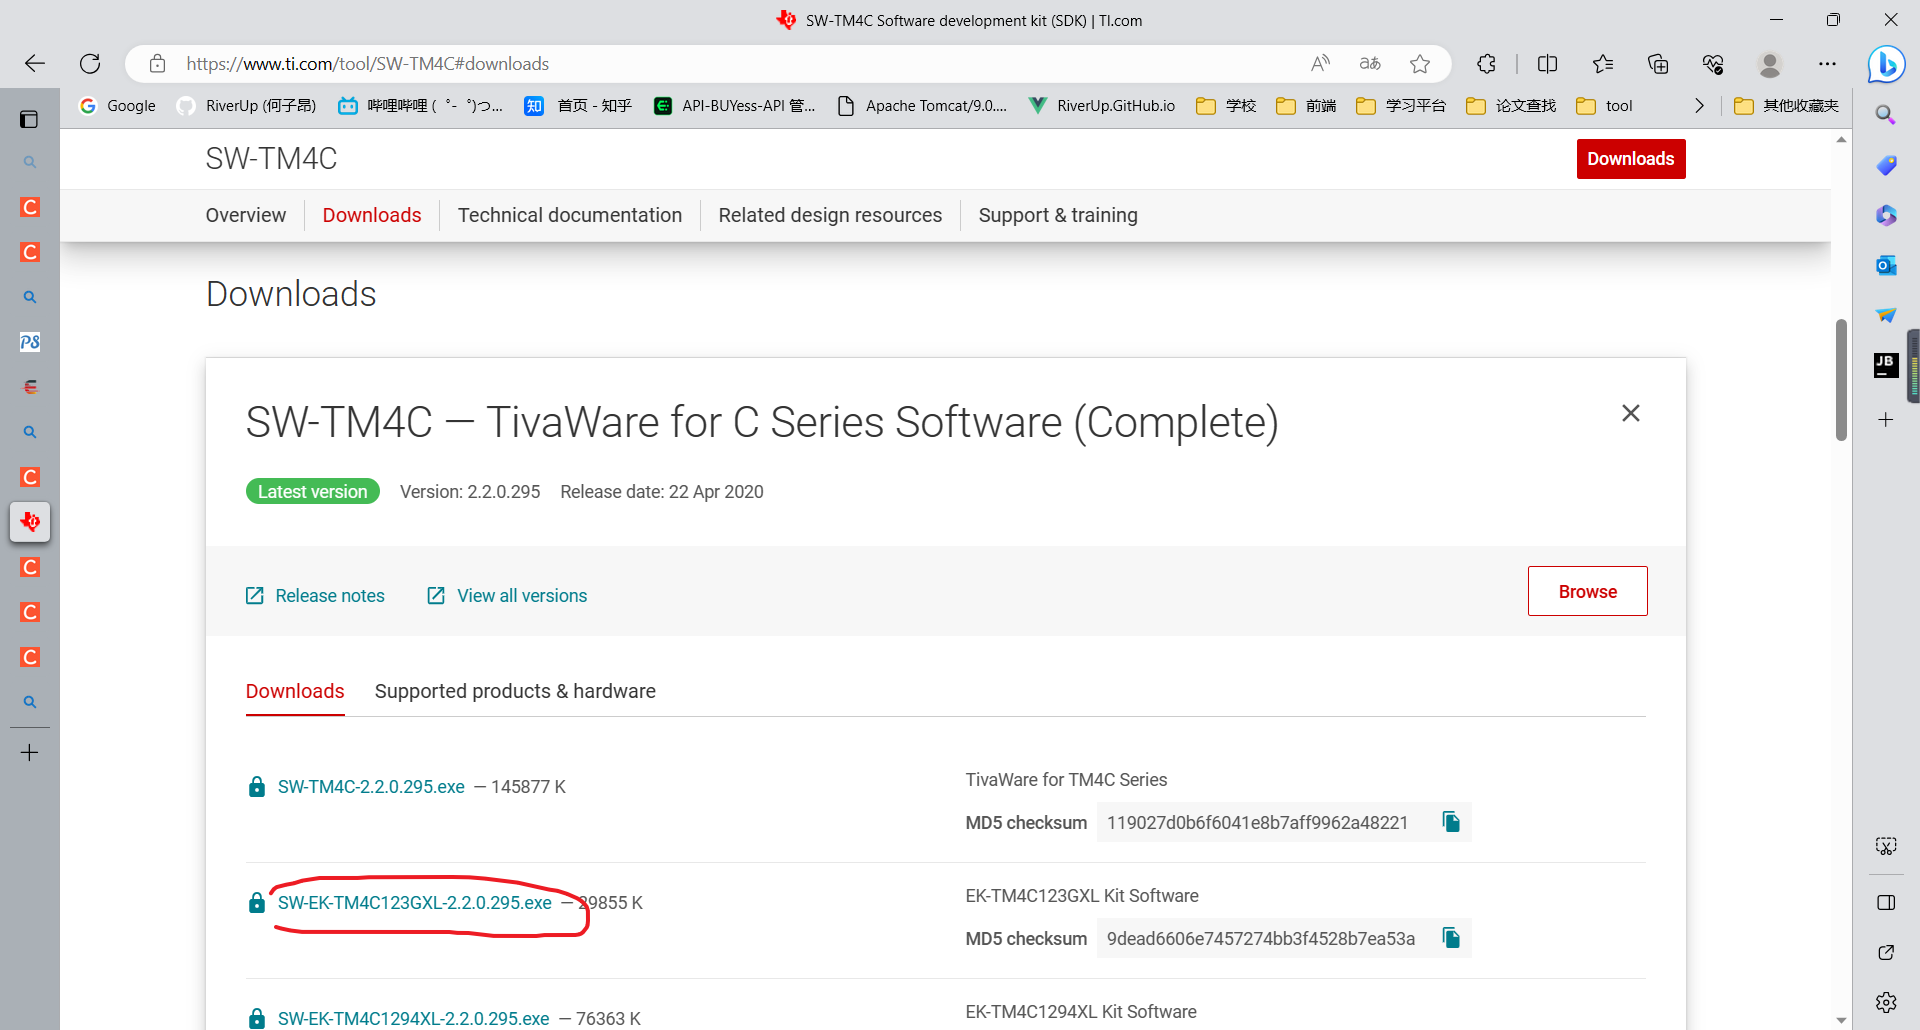 SW-TM4C Software development kit (SDK) | TI.com
https://www.ti.com/tool/SW-TM4C#downloads
Google
RiverUp (何子昂)
哔哩哔哩 (゜-゜)つ...
知 首页 - 知乎
API-BUYess-API 管...
Apache Tomcat/9.0....
RiverUp.GitHub.io
学校
前端
学习平台
论文查找
tool
其他收藏夹
SW-TM4C
Downloads
Overview
Downloads
Technical documentation
Related design resources
Support & training
Downloads
SW-TM4C — TivaWare for C Series Software (Complete)
Latest version Version: 2.2.0.295 Release date: 22 Apr 2020
Release notes
View all versions
Browse
Downloads
Supported products & hardware
SW-TM4C-2.2.0.295.exe — 145877 K
TivaWare for TM4C Series
MD5 checksum 119027d0b6f6041e8b7aff9962a48221
SW-EK-TM4C123GXL-2.2.0.295.exe — 29855 K
EK-TM4C123GXL Kit Software
MD5 checksum 9dead6606e7457274bb3f4528b7ea53a
SW-EK-TM4C1294XL-2.2.0.295.exe — 76363 K
EK-TM4C1294XL Kit Software
C
C
P8
C
C
C
C
JB